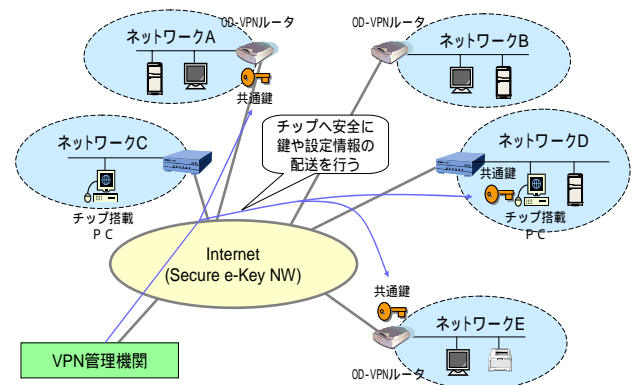 OD-VPNルータ
ネットワークA
共通鍵
OD-VPNルータ
ネットワークB
ネットワークC
チップ搭載
ＰＣ
チップへ安全に
鍵や設定情報の
配送を行う
ネットワークD
共通鍵
チップ搭載
ＰＣ
Internet
(Secure e-Key NW)
共通鍵
ネットワークE
OD-VPNルータ
VPN管理機関